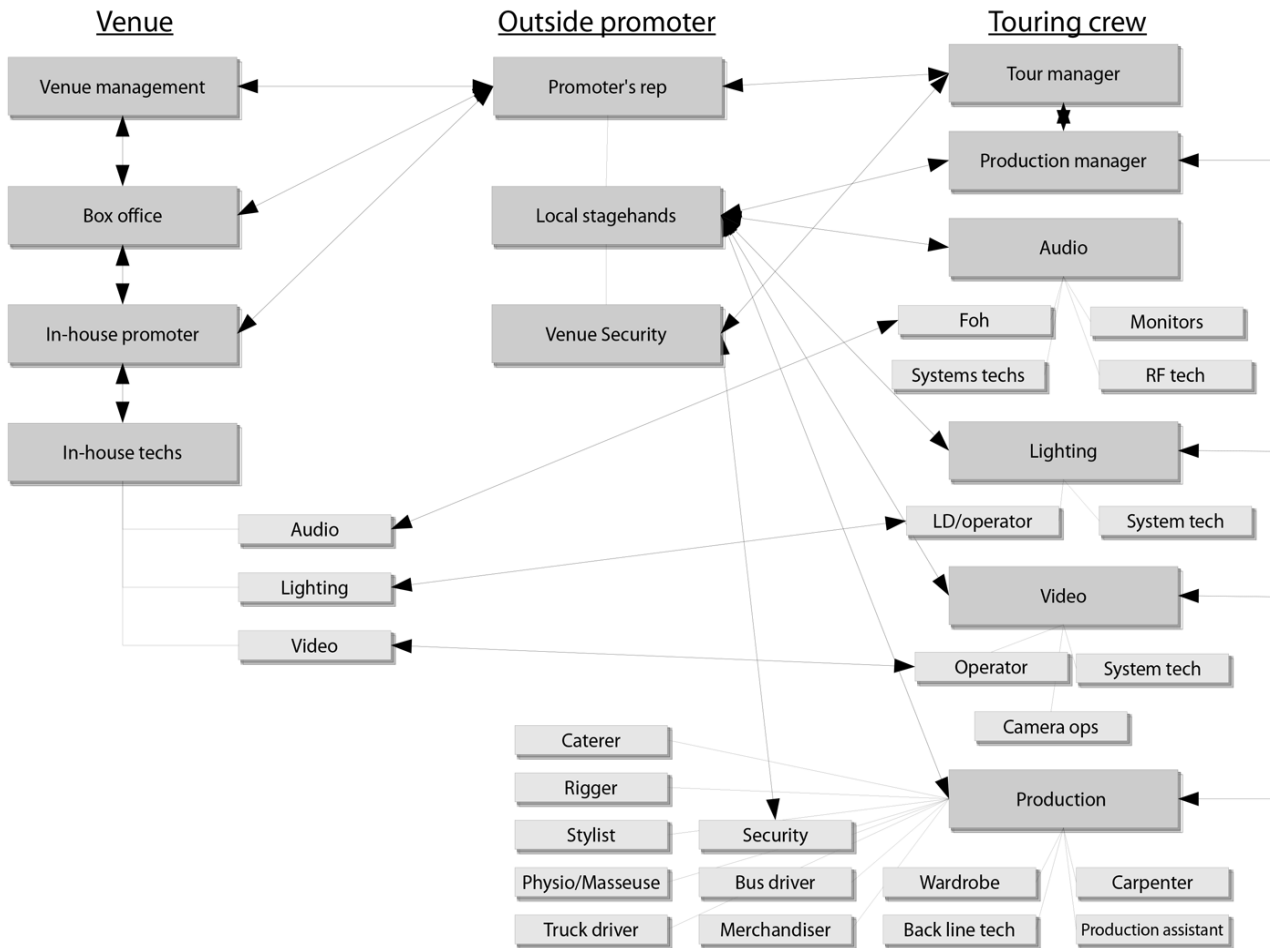 Venue
Outside promoter
Touring crew
Venue management
Promoter's rep
Tour manager
Production manager
Box office
Local stagehands
Audio
In-house promoter
Venue Security
Foh
Monitors
Systems techs
RF tech
In-house techs
Lighting
Audio
LD/operator
System tech
Lighting
Video
Video
Operator
System tech
Camera ops
Caterer
Rigger
Production
Stylist
Security
Physio/Masseuse
Bus driver
Wardrobe
Carpenter
Truck driver
Merchandiser
Back line tech
Production assistant